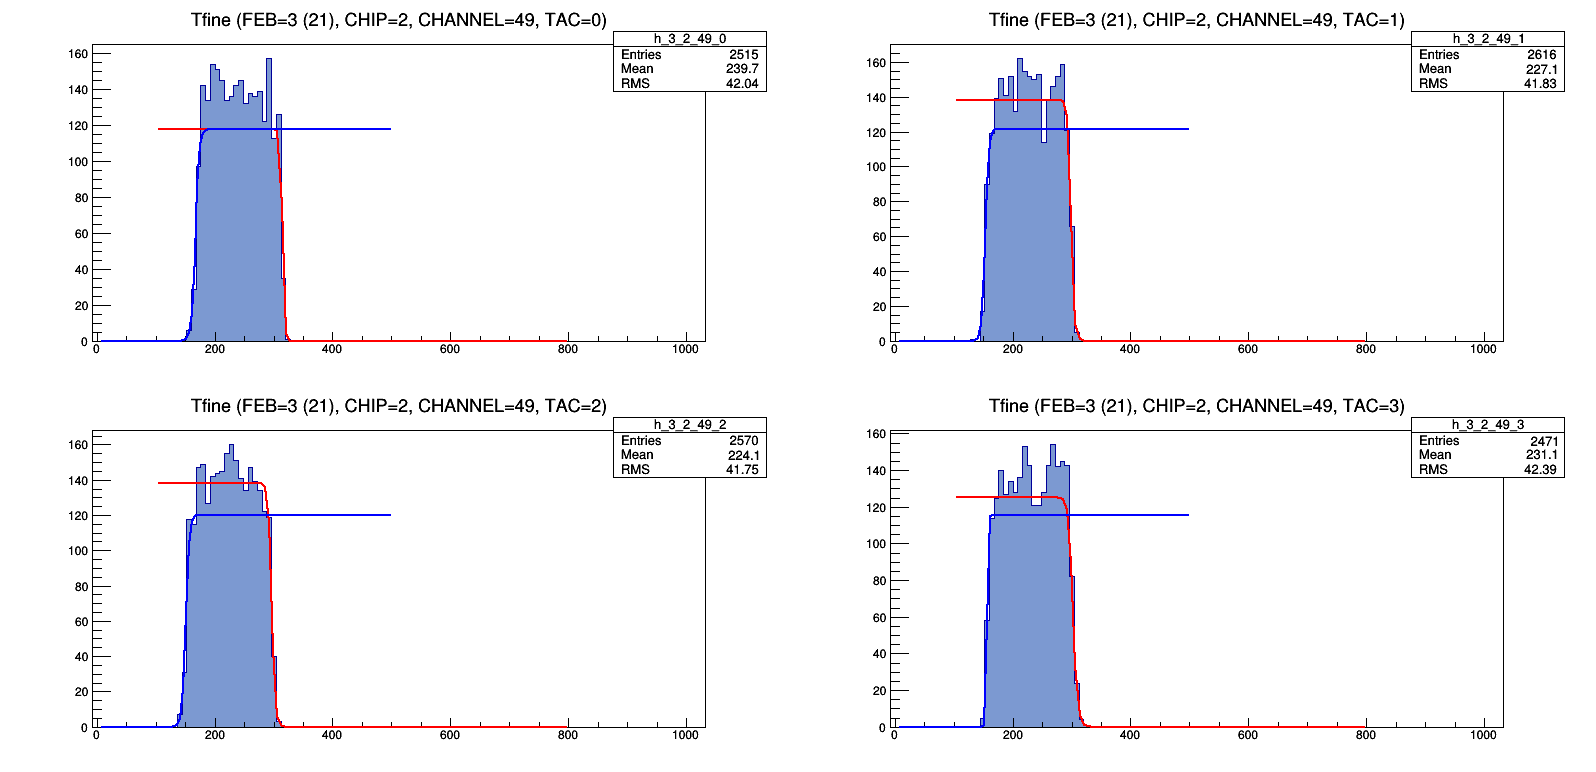 Tfine (FEB=3 (21), CHIP=2, CHANNEL=49, TAC=0)
h_3_2_49_0
Entries 2515
Mean 239.7
RMS 42.04
160
140
120
100
80
60
40
20
0
0 200 400 600 800 1000
Tfine (FEB=3 (21), CHIP=2, CHANNEL=49, TAC=1)
h_3_2_49_1
Entries 2616
Mean 227.1
RMS 41.83
160
140
120
100
80
60
40
20
0
0 200 400 600 800 1000
Tfine (FEB=3 (21), CHIP=2, CHANNEL=49, TAC=2)
h_3_2_49_2
Entries 2570
Mean 224.1
RMS 41.75
160
140
120
100
80
60
40
20
0
0 200 400 600 800 1000
Tfine (FEB=3 (21), CHIP=2, CHANNEL=49, TAC=3)
h_3_2_49_3
Entries 2471
Mean 231.1
RMS 42.39
160
140
120
100
80
60
40
20
0
0 200 400 600 800 1000